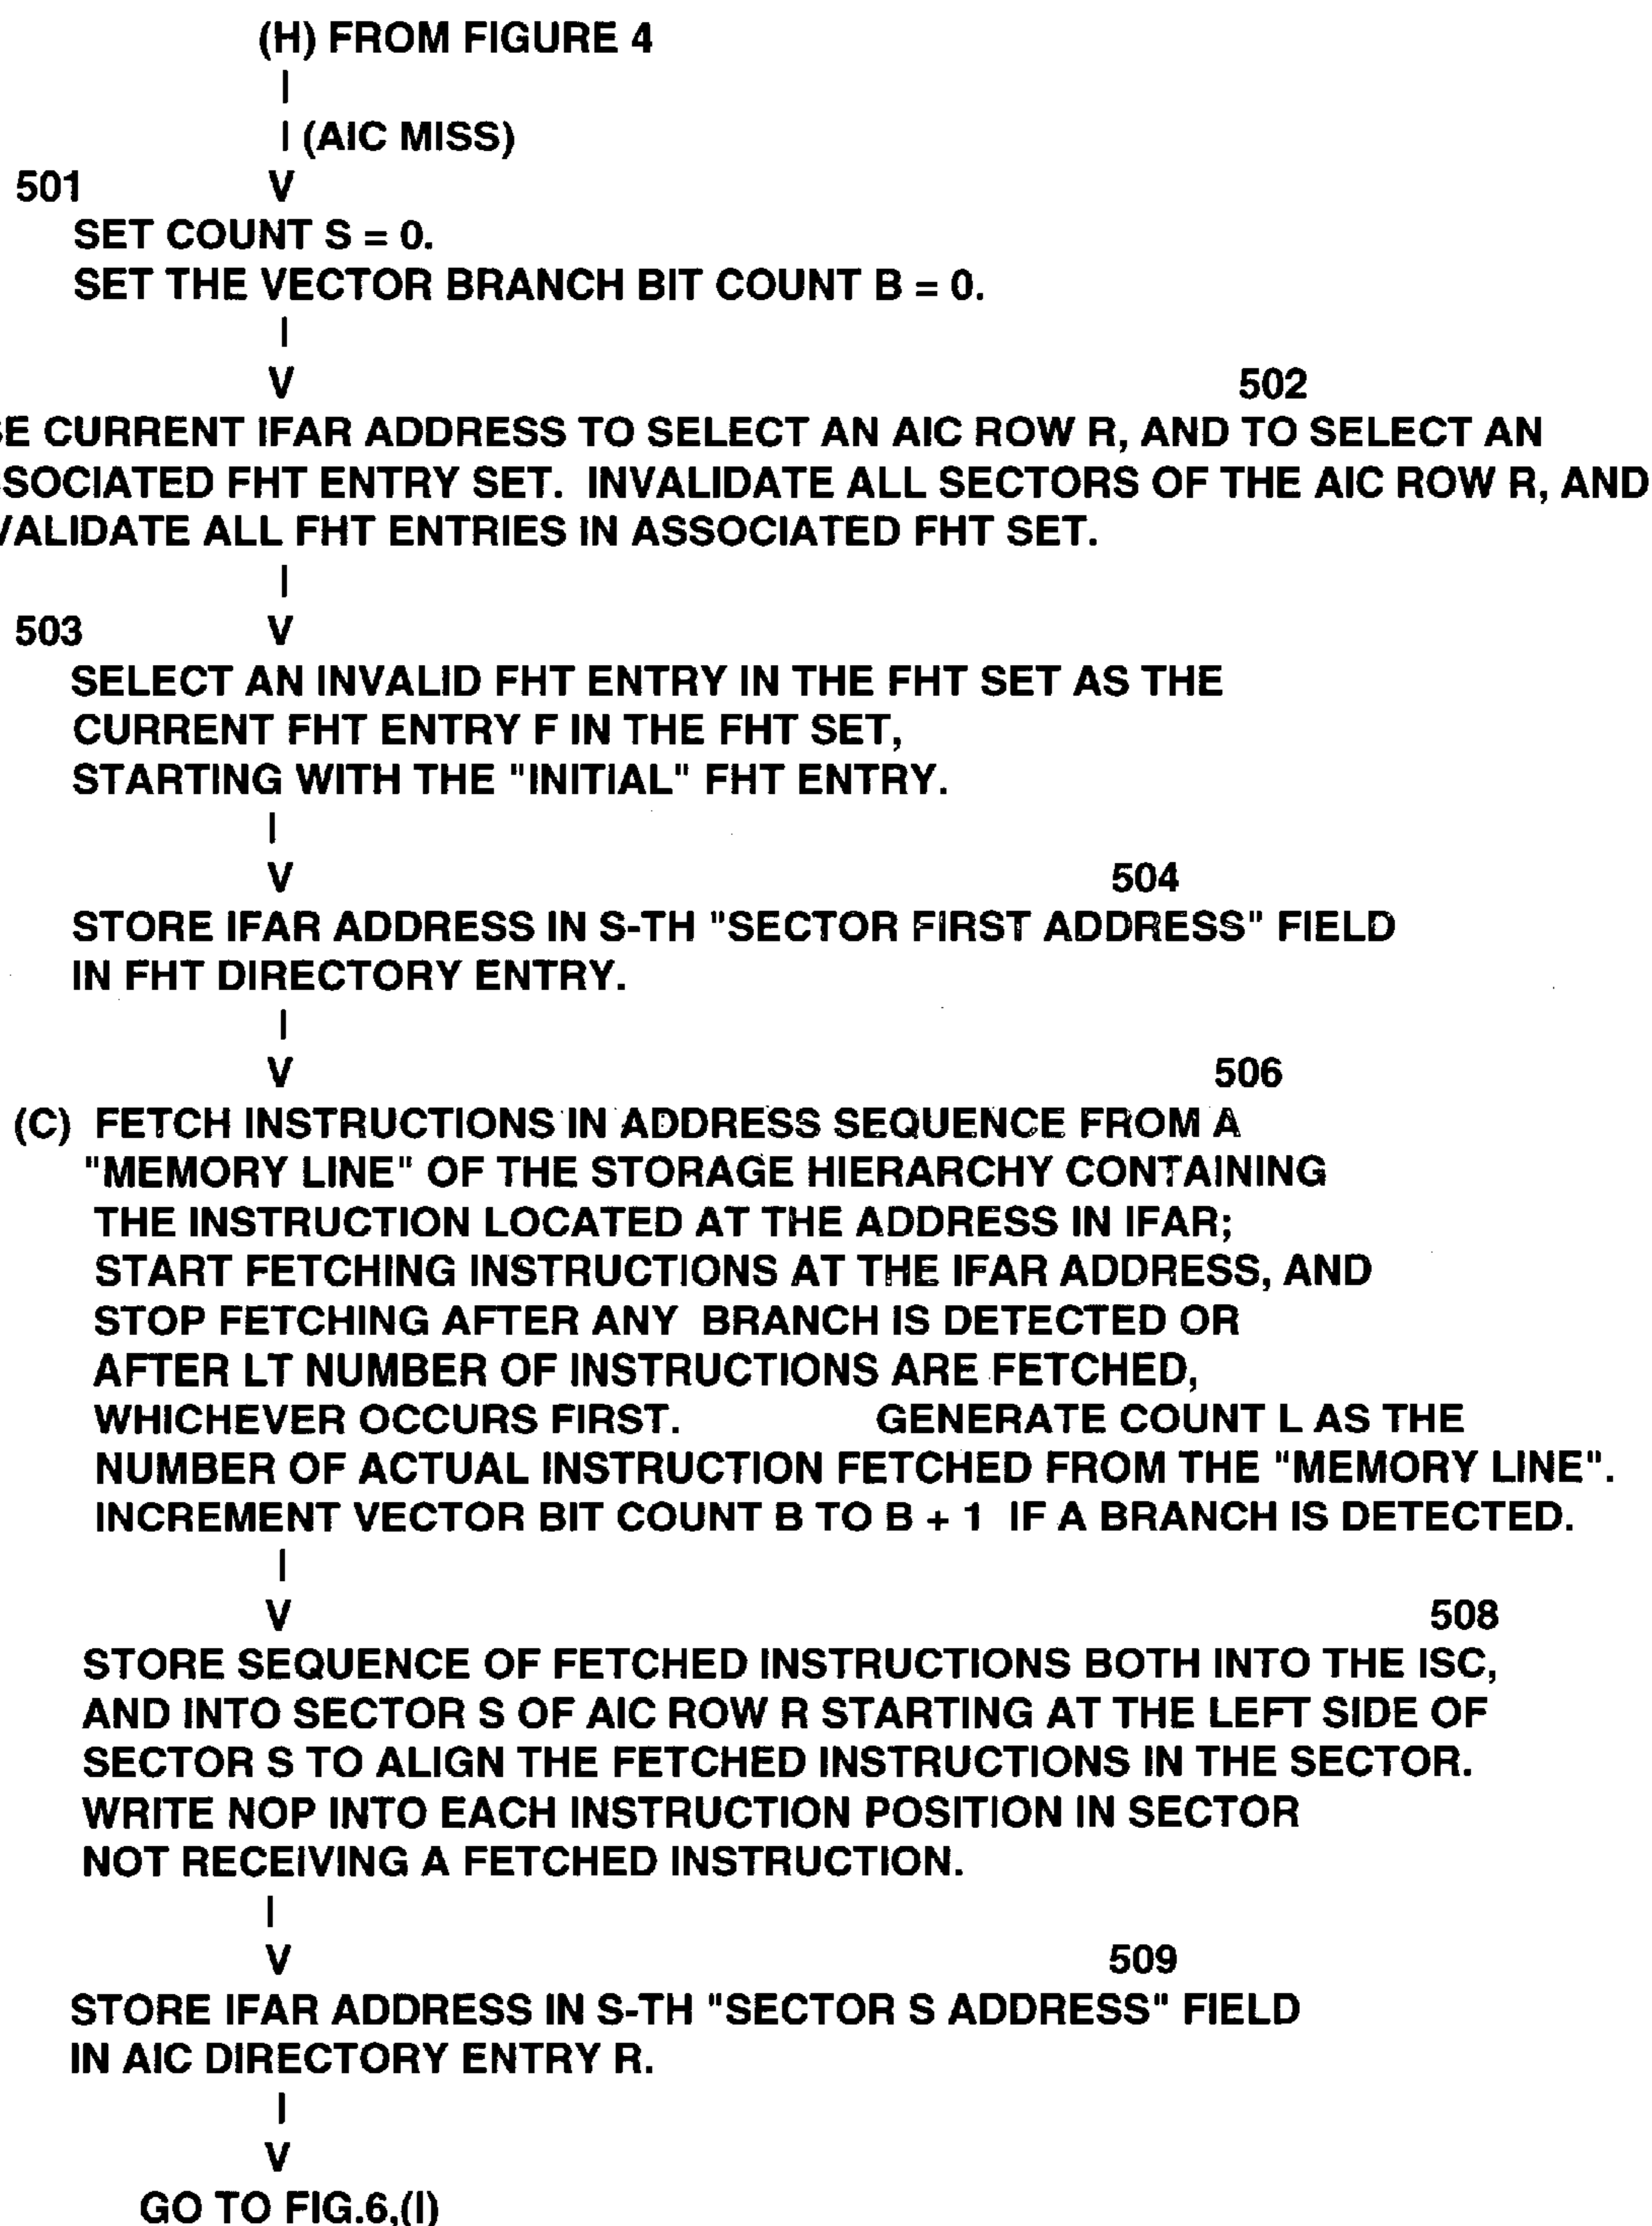 (H) FROM FIGURE 4
|
| (AIC MISS)
501 V
SET COUNT S = 0.
SET THE VECTOR BRANCH BIT COUNT B = 0.
|
V 502
E CURRENT IFAR ADDRESS TO SELECT AN AIC ROW R, AND TO SELECT AN
SOCIATED FHT ENTRY SET. INVALIDATE ALL SECTORS OF THE AIC ROW R, AND
VALIDATE ALL FHT ENTRIES IN ASSOCIATED FHT SET.
|
503 V
SELECT AN INVALID FHT ENTRY IN THE FHT SET AS THE
CURRENT FHT ENTRY F IN THE FHT SET,
STARTING WITH THE "INITIAL" FHT ENTRY.
|
V 504
STORE IFAR ADDRESS IN S-TH "SECTOR FIRST ADDRESS" FIELD
IN FHT DIRECTORY ENTRY.
|
V 506
(C) FETCH INSTRUCTIONS IN ADDRESS SEQUENCE FROM A
"MEMORY LINE" OF THE STORAGE HIERARCHY CONTAINING
THE INSTRUCTION LOCATED AT THE ADDRESS IN IFAR;
START FETCHING INSTRUCTIONS AT THE IFAR ADDRESS, AND
STOP FETCHING AFTER ANY BRANCH IS DETECTED OR
AFTER LT NUMBER OF INSTRUCTIONS ARE FETCHED,
WHICHEVER OCCURS FIRST. GENERATE COUNT L AS THE
NUMBER OF ACTUAL INSTRUCTION FETCHED FROM THE "MEMORY LINE".
INCREMENT VECTOR BIT COUNT B TO B + 1 IF A BRANCH IS DETECTED.
|
V 508
STORE SEQUENCE OF FETCHED INSTRUCTIONS BOTH INTO THE ISC,
AND INTO SECTOR S OF AIC ROW R STARTING AT THE LEFT SIDE OF
SECTOR S TO ALIGN THE FETCHED INSTRUCTIONS IN THE SECTOR.
WRITE NOP INTO EACH INSTRUCTION POSITION IN SECTOR
NOT RECEIVING A FETCHED INSTRUCTION.
|
V 509
STORE IFAR ADDRESS IN S-TH "SECTOR S ADDRESS" FIELD
IN AIC DIRECTORY ENTRY R.
|
V
GO TO FIG.6,(I)